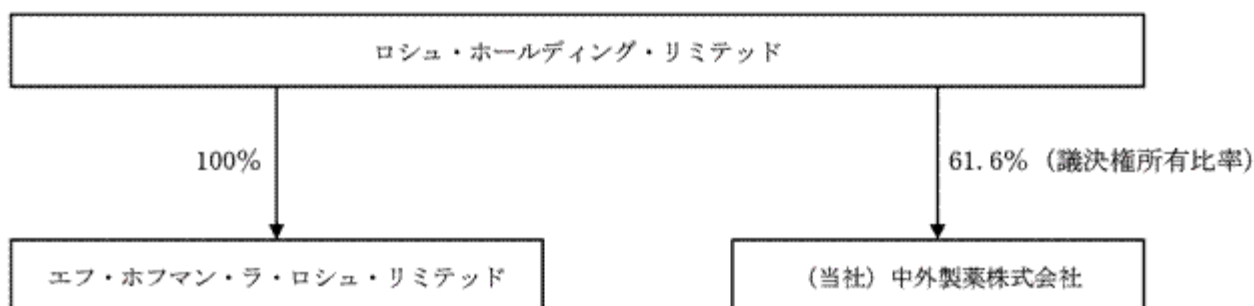 ロシュ・ホールディング・リミテッド
100%
61.6%（議決権所有比率）
エフ・ホフマン・ラ・ロシュ・リミテッド
（当社）中外製薬株式会社